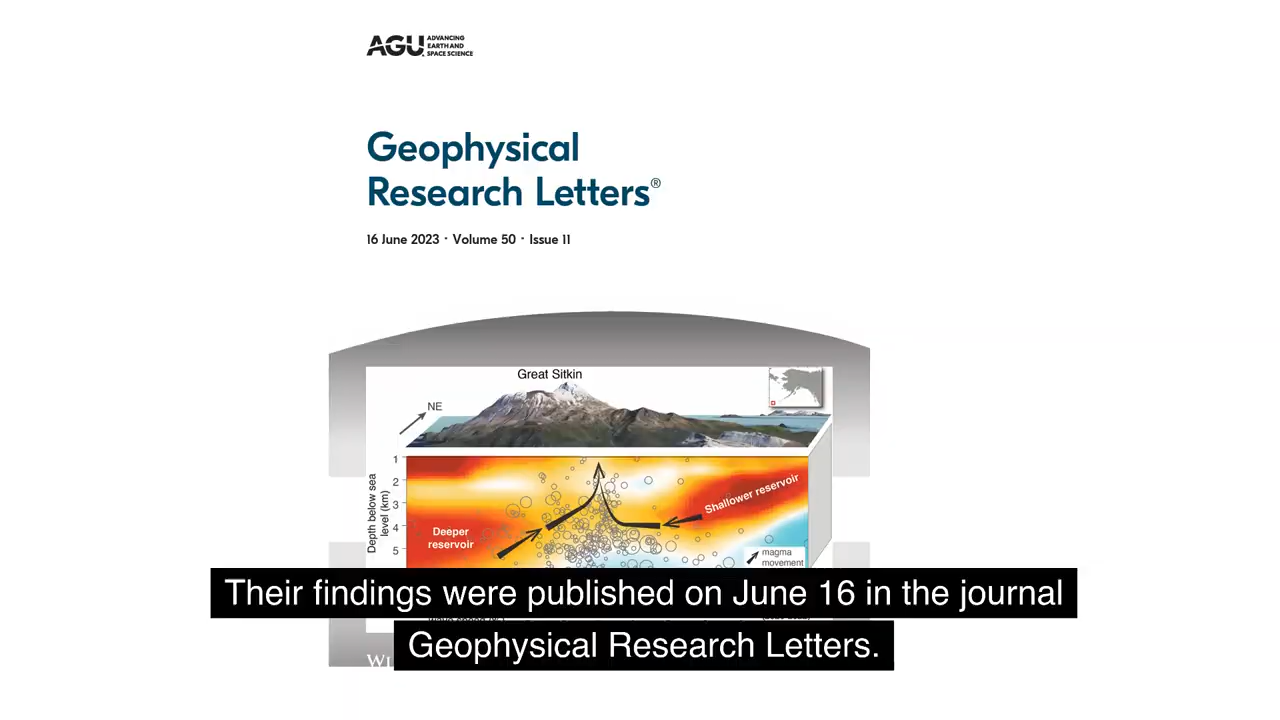 AGU ADVANCING
EARTH AND
SPACE SCIENCE
Geophysical
Research Letters®
16 June 2023 · Volume 50 · Issue 11
Great Sitkin
NE
1
2
3
4
5
Depth below sea
level (km)
Deeper
reservoir
Shallower reservoir
magma
movement
Their findings were published on June 16 in the journal
Geophysical Research Letters.